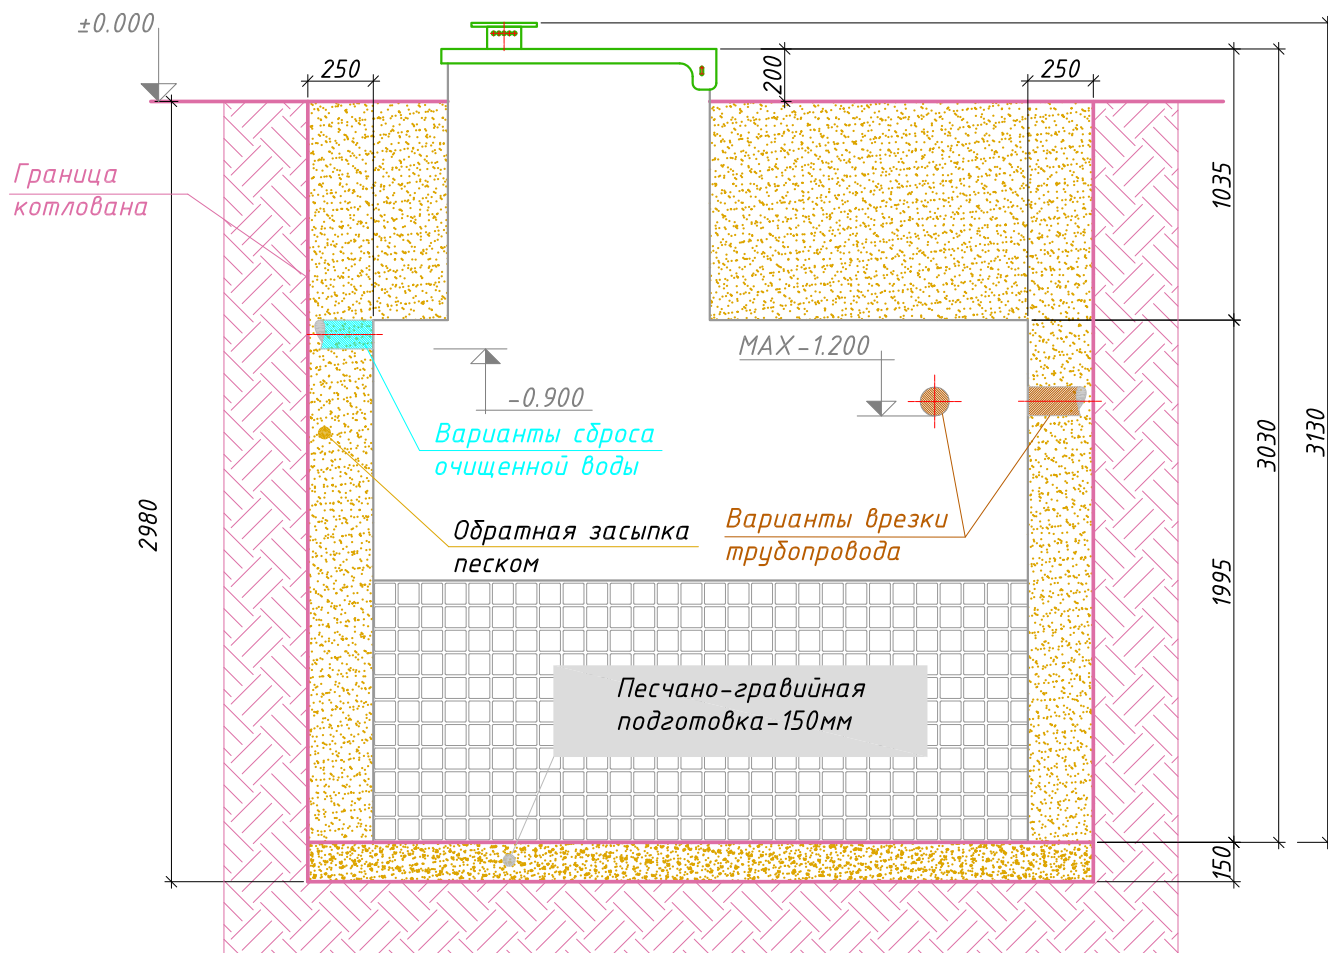 ±0.000
250
200
250
Граница
котлована
1035
-0.900
MAX-1.200
Варианты сброса
очищенной воды
3030
3130
2980
Обратная засыпка
песком
Варианты врезки
трубопровода
1995
Песчано-гравийная
подготовка-150мм
150